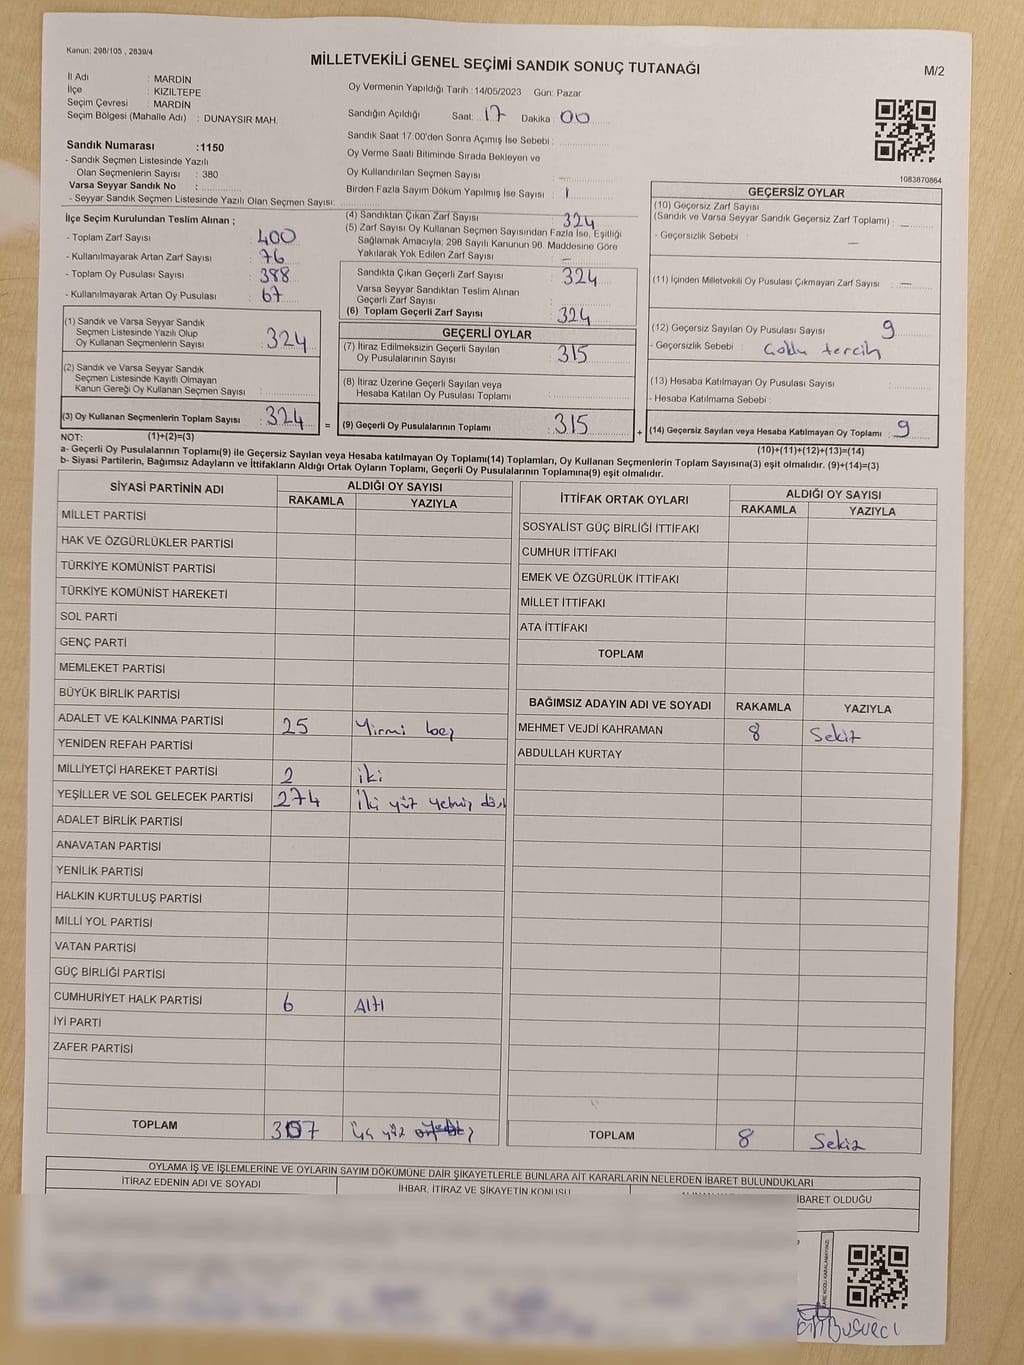 Kanun; 298/105 , 2839/4
MİLLETVEKİLİ GENEL SEÇİMİ SANDIK SONUÇ TUTANAĞI
M/2
İl Adı : MARDİN
İlçe : KIZILTEPE
Seçim Çevresi : MARDİN
Seçim Bölgesi (Mahalle Adı) : DUNAYSIR MAH.
Oy Vermenin Yapıldığı Tarih :14/05/2023 Gün: Pazar
Sandığın Açıldığı Saat: 17 Dakika 00
Sandık Saat 17:00'den Sonra Açımış İse Sebebi :
Oy Verme Saati Bitiminde Sırada Bekleyen ve
Oy Kullandırılan Seçmen Sayısı : —
Birden Fazla Sayım Döküm Yapılmış İse Sayısı : 1
Sandık Numarası :1150
- Sandık Seçmen Listesinde Yazılı
Olan Seçmenlerin Sayısı : 380
Varsa Seyyar Sandık No :
- Seyyar Sandık Seçmen Listesinde Yazılı Olan Seçmen Sayısı:
İlçe Seçim Kurulundan Teslim Alınan ;
- Toplam Zarf Sayısı : 400
- Kullanılmayarak Artan Zarf Sayısı : 76
- Toplam Oy Pusulası Sayısı : 388
- Kullanılmayarak Artan Oy Pusulası : 67
(1) Sandık ve Varsa Seyyar Sandık
Seçmen Listesinde Yazılı Olup
Oy Kullanan Seçmenlerin Sayısı : 324
(2) Sandık ve Varsa Seyyar Sandık
Seçmen Listesinde Kayıtlı Olmayan
Kanun Gereği Oy Kullanan Seçmen Sayısı :
(3) Oy Kullanan Seçmenlerin Toplam Sayısı : 324 =
(4) Sandıktan Çıkan Zarf Sayısı : 324
(5) Zarf Sayısı Oy Kullanan Seçmen Sayısından Fazla İse, Eşitliği
Sağlamak Amacıyla; 298 Sayılı Kanunun 98. Maddesine Göre
Yakılarak Yok Edilen Zarf Sayısı : —
Sandıkta Çıkan Geçerli Zarf Sayısı : 324
Varsa Seyyar Sandıktan Teslim Alınan
Geçerli Zarf Sayısı :
(6) Toplam Geçerli Zarf Sayısı : 324
GEÇERLİ OYLAR
(7) İtiraz Edilmeksizin Geçerli Sayılan
Oy Pusulalarının Sayısı : 315
(8) İtiraz Üzerine Geçerli Sayılan veya
Hesaba Katılan Oy Pusulası Toplamı :
(9) Geçerli Oy Pusulalarının Toplamı : 315 +
1083870864
GEÇERSİZ OYLAR
(10) Geçersiz Zarf Sayısı
(Sandık ve Varsa Seyyar Sandık Geçersiz Zarf Toplamı) : —
- Geçersizlik Sebebi : —
(11) İçinden Milletvekili Oy Pusulası Çıkmayan Zarf Sayısı : —
(12) Geçersiz Sayılan Oy Pusulası Sayısı : 9
- Geçersizlik Sebebi : Çoklu tercih
(13) Hesaba Katılmayan Oy Pusulası Sayısı :
- Hesaba Katılmama Sebebi :
(14) Geçersiz Sayılan veya Hesaba Katılmayan Oy Toplamı : 9
NOT: (1)+(2)=(3)
(10)+(11)+(12)+(13)=(14)
a- Geçerli Oy Pusulalarının Toplamı(9) ile Geçersiz Sayılan veya Hesaba katılmayan Oy Toplamı(14) Toplamları, Oy Kullanan Seçmenlerin Toplam Sayısına(3) eşit olmalıdır. (9)+(14)=(3)
b- Siyasi Partilerin, Bağımsız Adayların ve İttifakların Aldığı Ortak Oyların Toplamı, Geçerli Oy Pusulalarının Toplamına(9) eşit olmalıdır.
SİYASİ PARTİNİN ADI
ALDIĞI OY SAYISI
RAKAMLA YAZIYLA
MİLLET PARTİSİ
HAK VE ÖZGÜRLÜKLER PARTİSİ
TÜRKİYE KOMÜNİST PARTİSİ
TÜRKİYE KOMÜNİST HAREKETİ
SOL PARTİ
GENÇ PARTİ
MEMLEKET PARTİSİ
BÜYÜK BİRLİK PARTİSİ
ADALET VE KALKINMA PARTİSİ 25 Yirmi beş
YENİDEN REFAH PARTİSİ
MİLLİYETÇİ HAREKET PARTİSİ 2 iki
YEŞİLLER VE SOL GELECEK PARTİSİ 274 İki yüz yetmiş dört
ADALET BİRLİK PARTİSİ
ANAVATAN PARTİSİ
YENİLİK PARTİSİ
HALKIN KURTULUŞ PARTİSİ
MİLLİ YOL PARTİSİ
VATAN PARTİSİ
GÜÇ BİRLİĞİ PARTİSİ
CUMHURİYET HALK PARTİSİ 6 Altı
İYİ PARTİ
ZAFER PARTİSİ
TOPLAM 307 üç yüz
İTTİFAK ORTAK OYLARI
ALDIĞI OY SAYISI
RAKAMLA YAZIYLA
SOSYALİST GÜÇ BİRLİĞİ İTTİFAKI
CUMHUR İTTİFAKI
EMEK VE ÖZGÜRLÜK İTTİFAKI
MİLLET İTTİFAKI
ATA İTTİFAKI
TOPLAM
BAĞIMSIZ ADAYIN ADI VE SOYADI RAKAMLA YAZIYLA
MEHMET VEJDİ KAHRAMAN 8 Sekiz
ABDULLAH KURTAY
TOPLAM 8 Sekiz
OYLAMA İŞ VE İŞLEMLERİNE VE OYLARIN SAYIM DÖKÜMÜNE DAİR ŞİKAYETLERLE BUNLARA AİT KARARLARIN NELERDEN İBARET BULUNDUKLARI
İTİRAZ EDENİN ADI VE SOYADI
İHBAR, İTİRAZ VE ŞİKAYETİN KONUSU
İBARET OLDUĞU